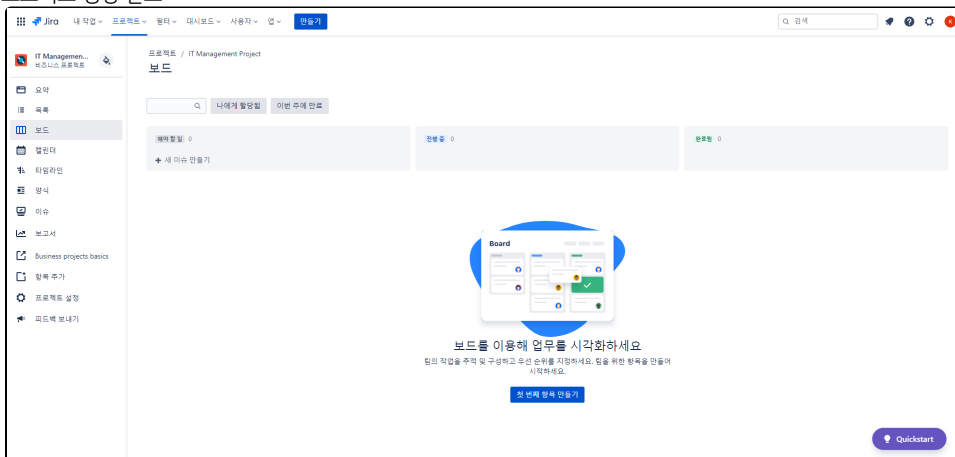 Jira 내 작업 프로젝트 필터 대시보드 사용자 앱 만들기 검색 K
IT Managemen...
비즈니스 프로젝트
프로젝트 / IT Management Project
보드
요약
목록
보드
캘린더
타임라인
양식
이슈
보고서
Business projects basics
항목 추가
프로젝트 설정
피드백 보내기
나에게 할당됨 이번 주에 만료
해야 할 일 0 진행 중 0 완료됨 0
+ 새 이슈 만들기
Board
보드를 이용해 업무를 시각화하세요
팀의 작업을 추적 및 구성하고 우선 순위를 지정하세요. 팀을 위한 항목을 만들어
시작하세요.
첫 번째 항목 만들기
Quickstart